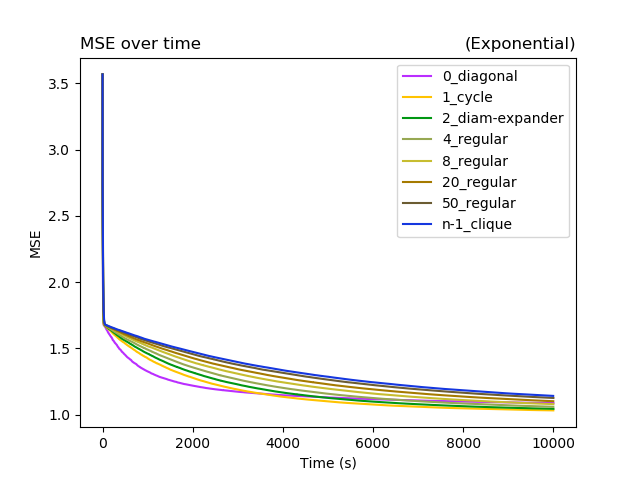 MSE over time (Exponential)
3.5
3.0
2.5
2.0
1.5
1.0
MSE
0_diagonal
1_cycle
2_diam-expander
4_regular
8_regular
20_regular
50_regular
n-1_clique
0 2000 4000 6000 8000 10000
Time (s)